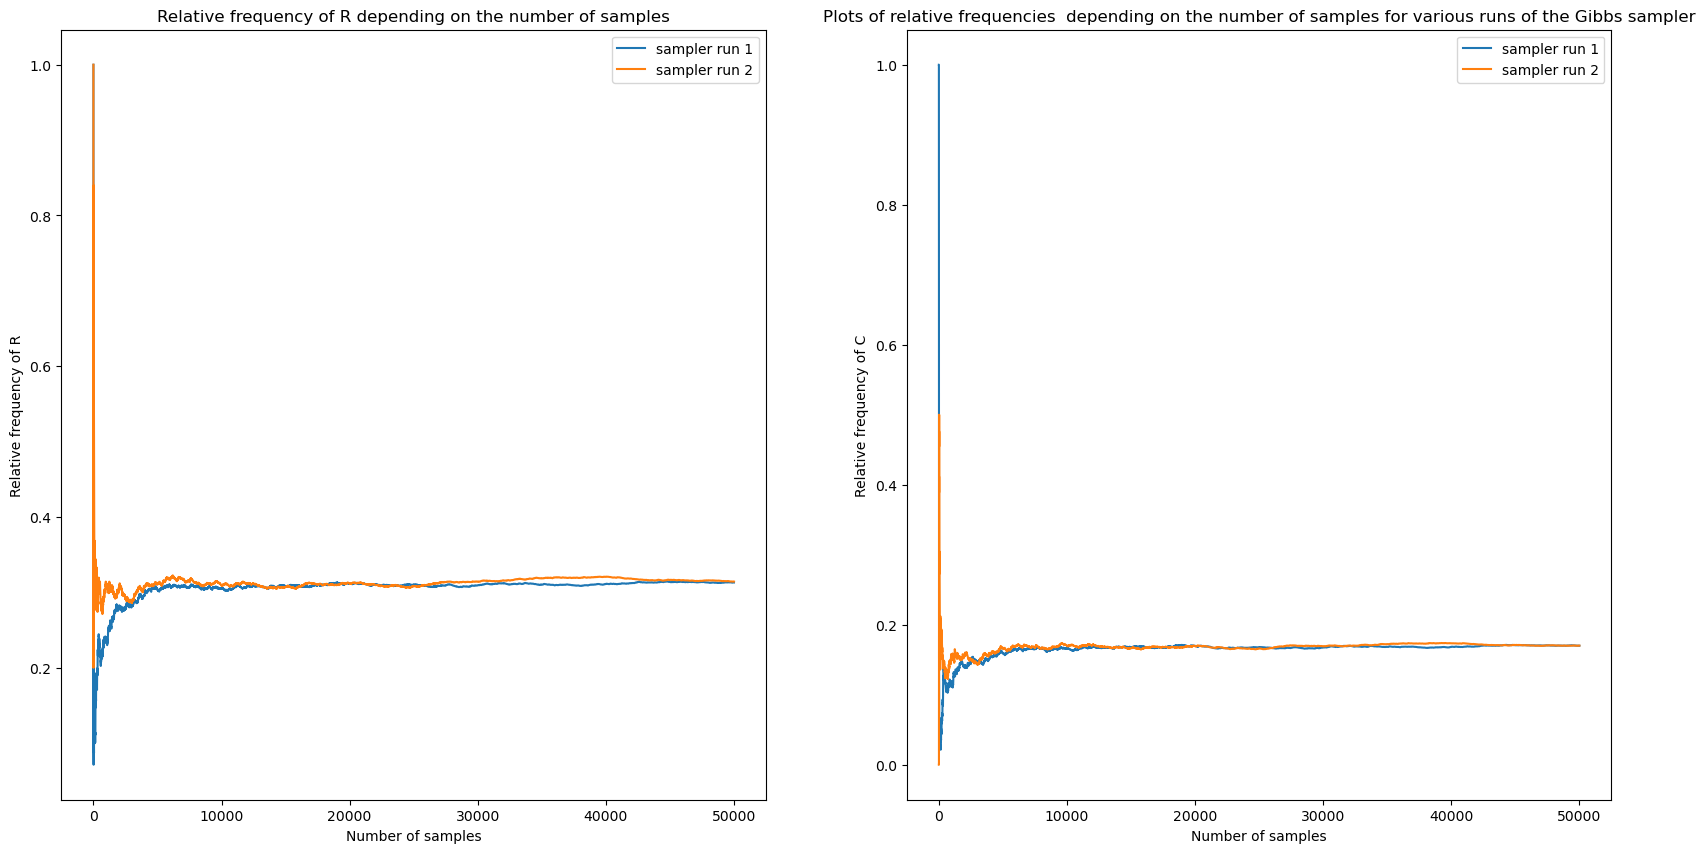 Relative frequency of R depending on the number of samples
sampler run 1
sampler run 2
1.0
0.8
0.6
0.4
0.2
Relative frequency of R
0
10000
20000
30000
40000
50000
Number of samples
Plots of relative frequencies  depending on the number of samples for various runs of the Gibbs sampler
sampler run 1
sampler run 2
1.0
0.8
0.6
0.4
0.2
0.0
Relative frequency of C
0
10000
20000
30000
40000
50000
Number of samples